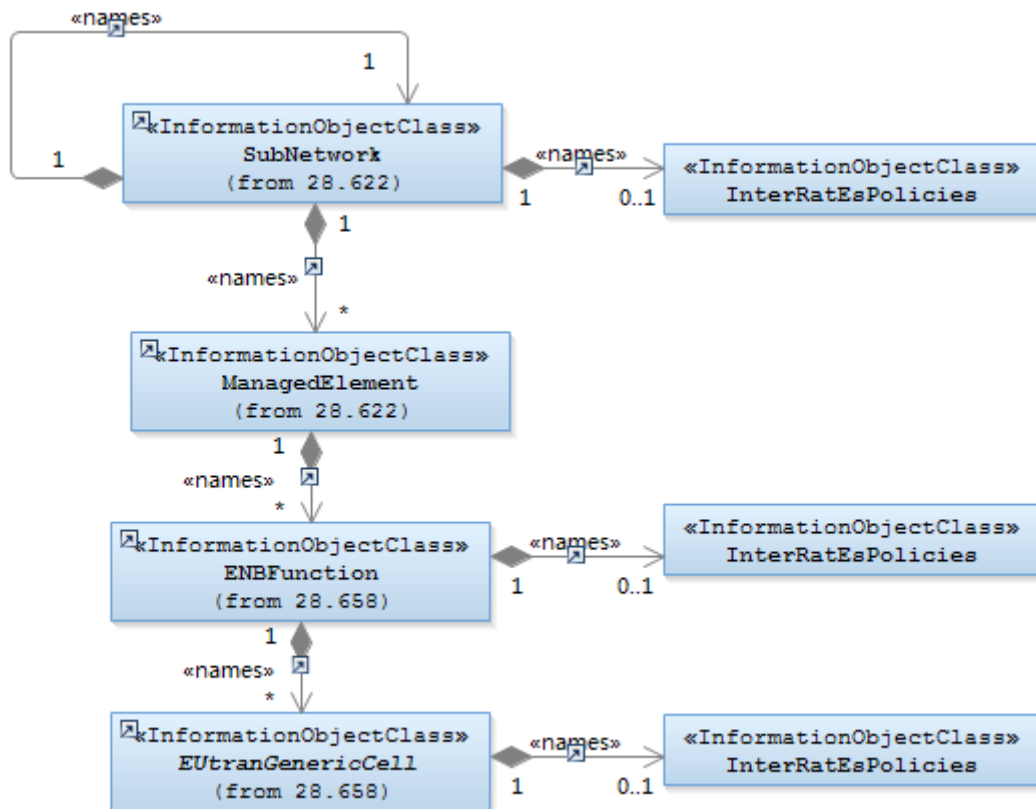 «names»
1
1
«InformationObjectClass»
SubNetwork
(from 28.622)
«names»
1
0..1
«InformationObjectClass»
InterRatEsPolicies
1
«names»
*
«InformationObjectClass»
ManagedElement
(from 28.622)
1
«names»
*
«InformationObjectClass»
ENBFunction
(from 28.658)
«names»
1
0..1
«InformationObjectClass»
InterRatEsPolicies
1
«names»
*
«InformationObjectClass»
EUtranGenericCell
(from 28.658)
«names»
1
0..1
«InformationObjectClass»
InterRatEsPolicies